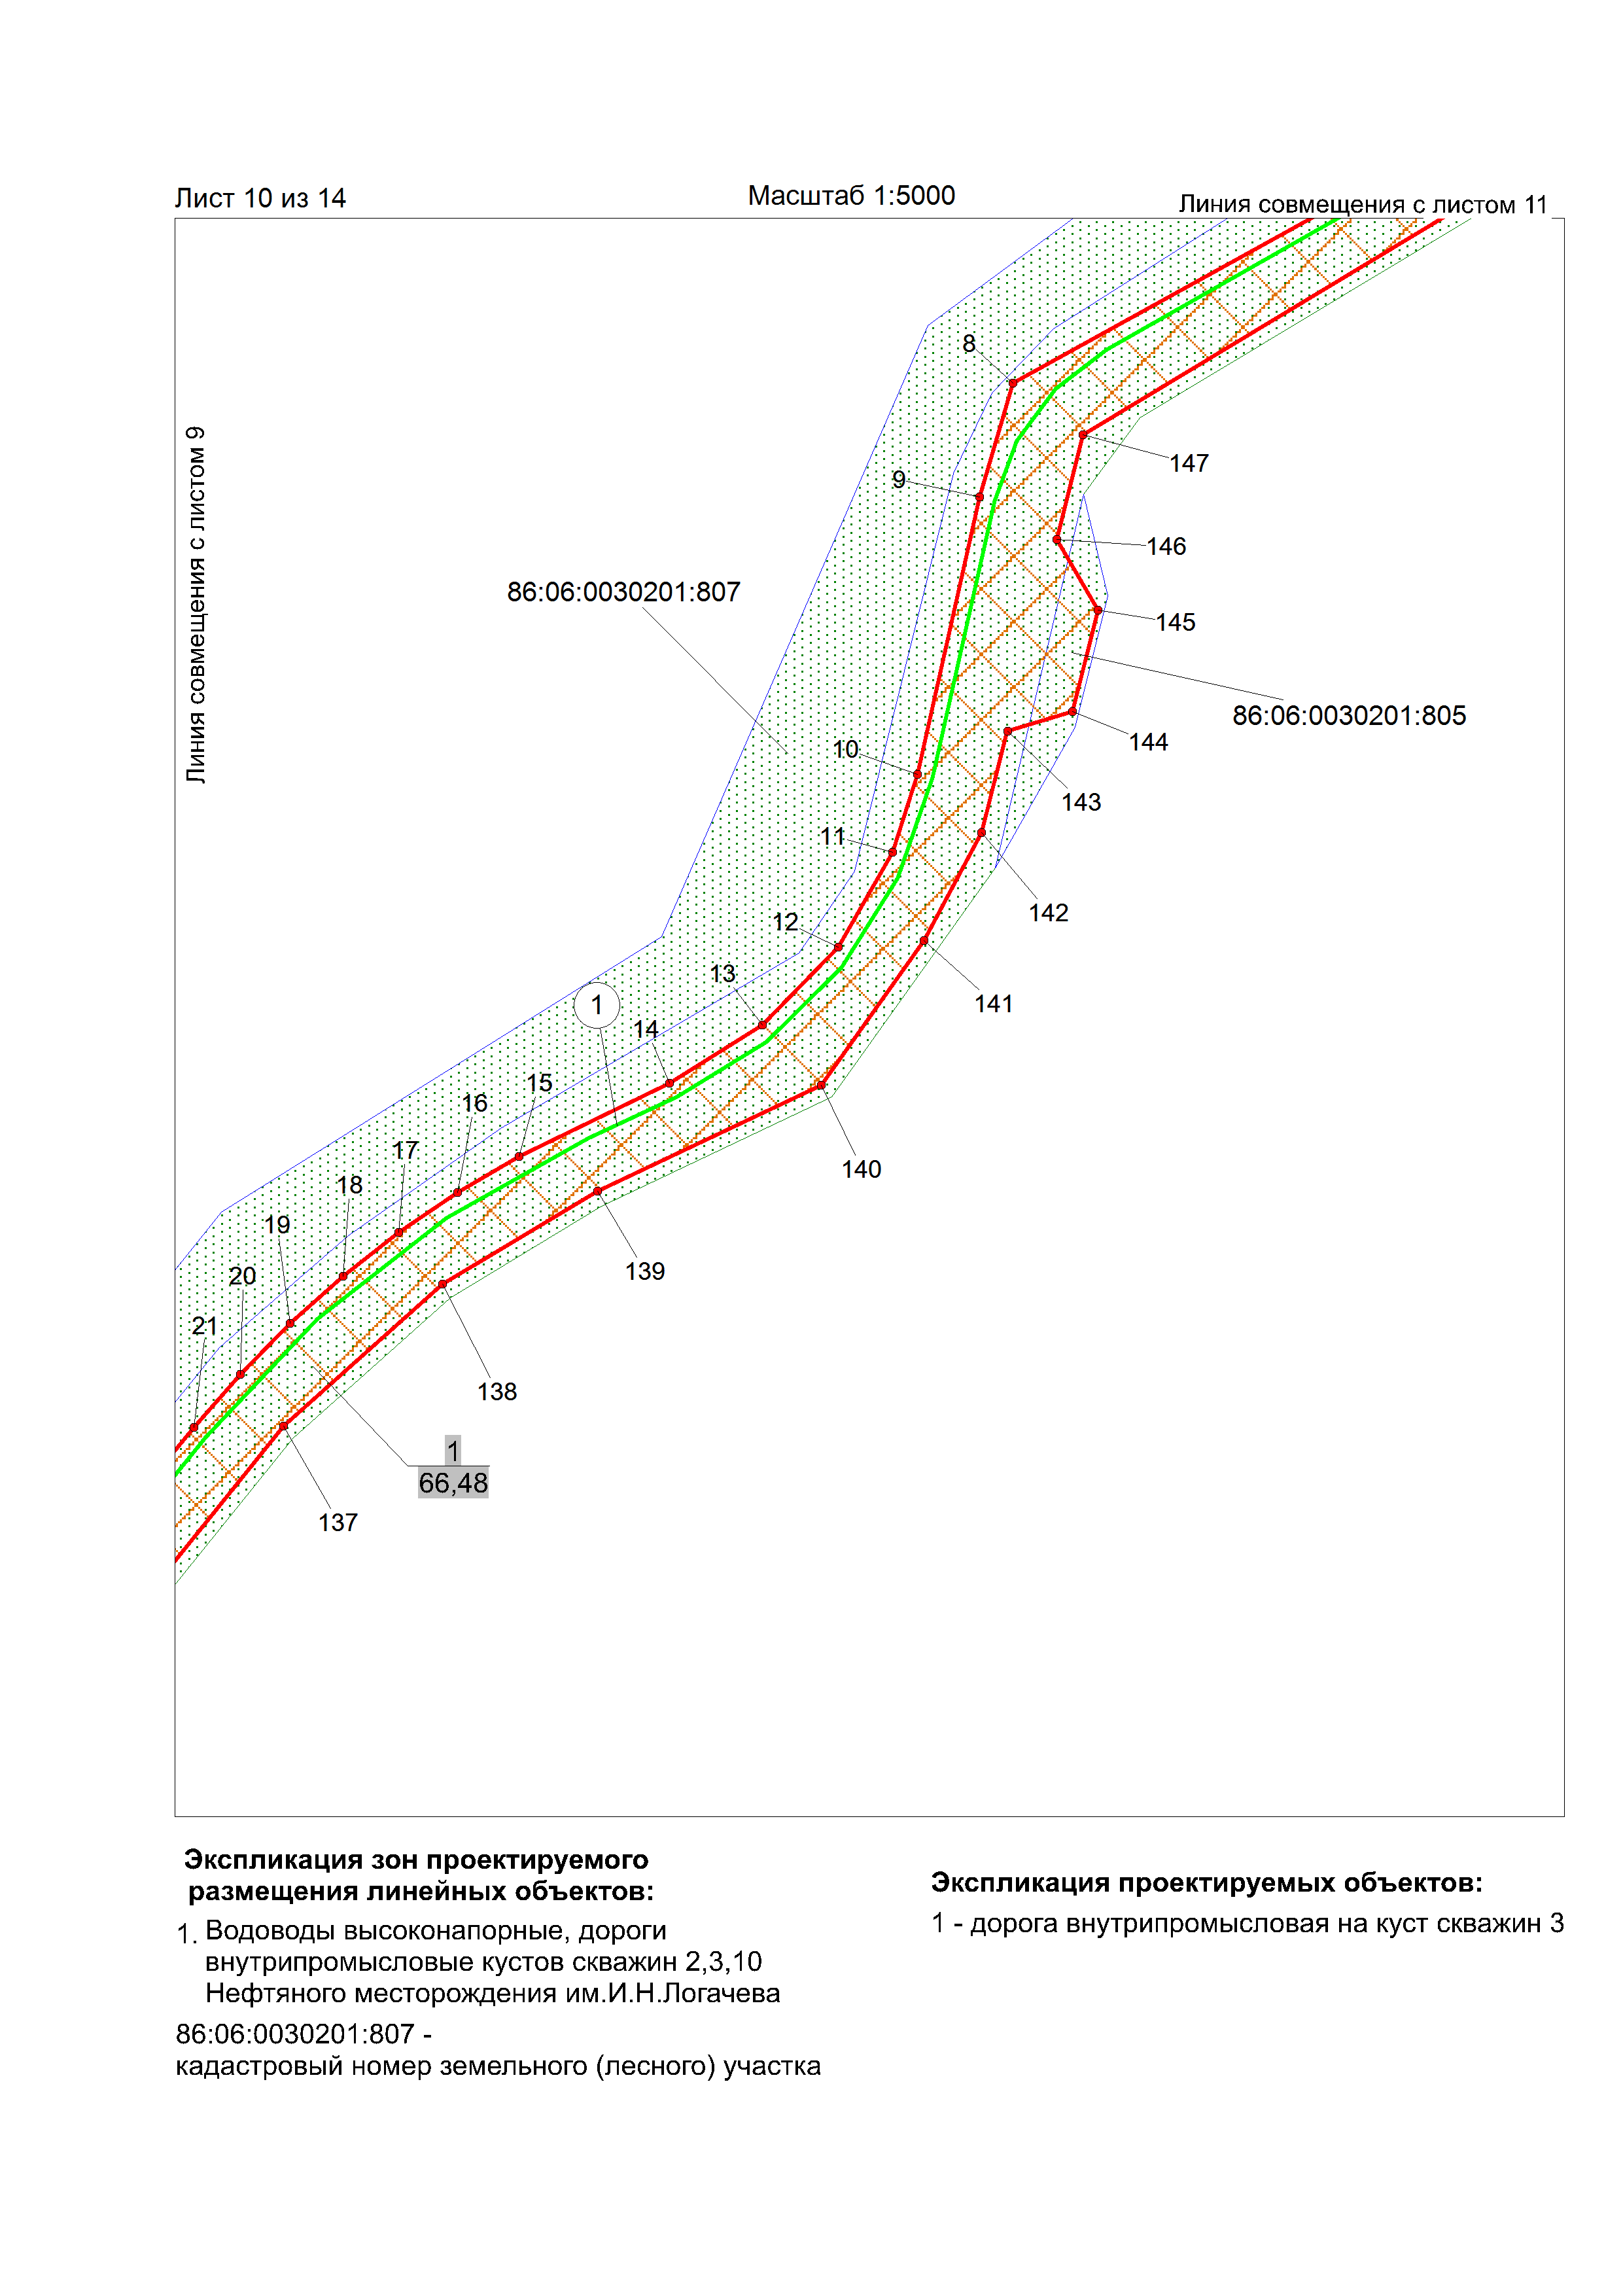 Лист 10 из 14
Масштаб 1:5000
Линия совмещения с листом 11
Линия совмещения с листом 9
8
147
9
146
86:06:0030201:807
145
86:06:0030201:805
144
10
143
11
142
12
13
141
1
14
15
140
16
17
18
139
19
20
21
138
1
66,48
137
Экспликация зон проектируемого
размещения линейных объектов:
1. Водоводы высоконапорные, дороги
внутрипромысловые кустов скважин 2,3,10
Нефтяного месторождения им.И.Н.Логачева
86:06:0030201:807 -
кадастровый номер земельного (лесного) участка
Экспликация проектируемых объектов:
1 - дорога внутрипромысловая на куст скважин 3